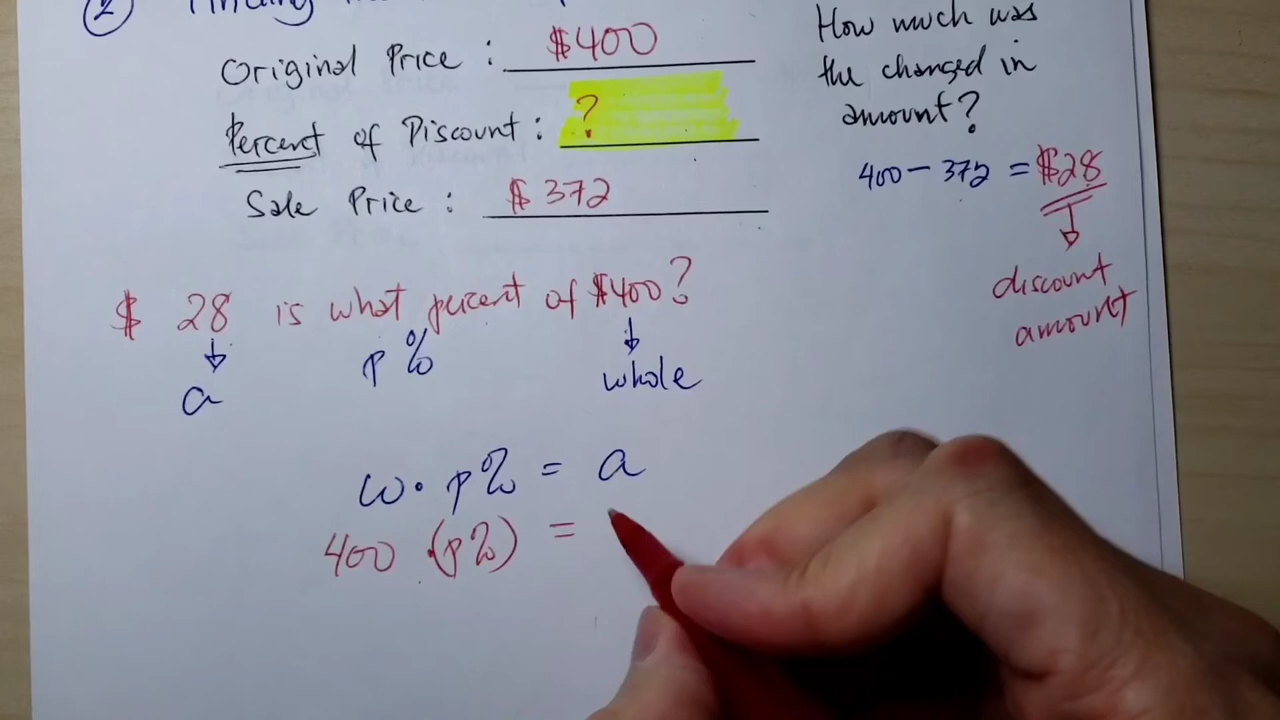 2
Original Price : $400
Percent of Discount : ?
Sale Price : $372
How much was
the changed in
amount?
400 - 372 = $28
discount
amount
$ 28 is what percent of $400?
a p% whole
w · p% = a
400 (p%) =